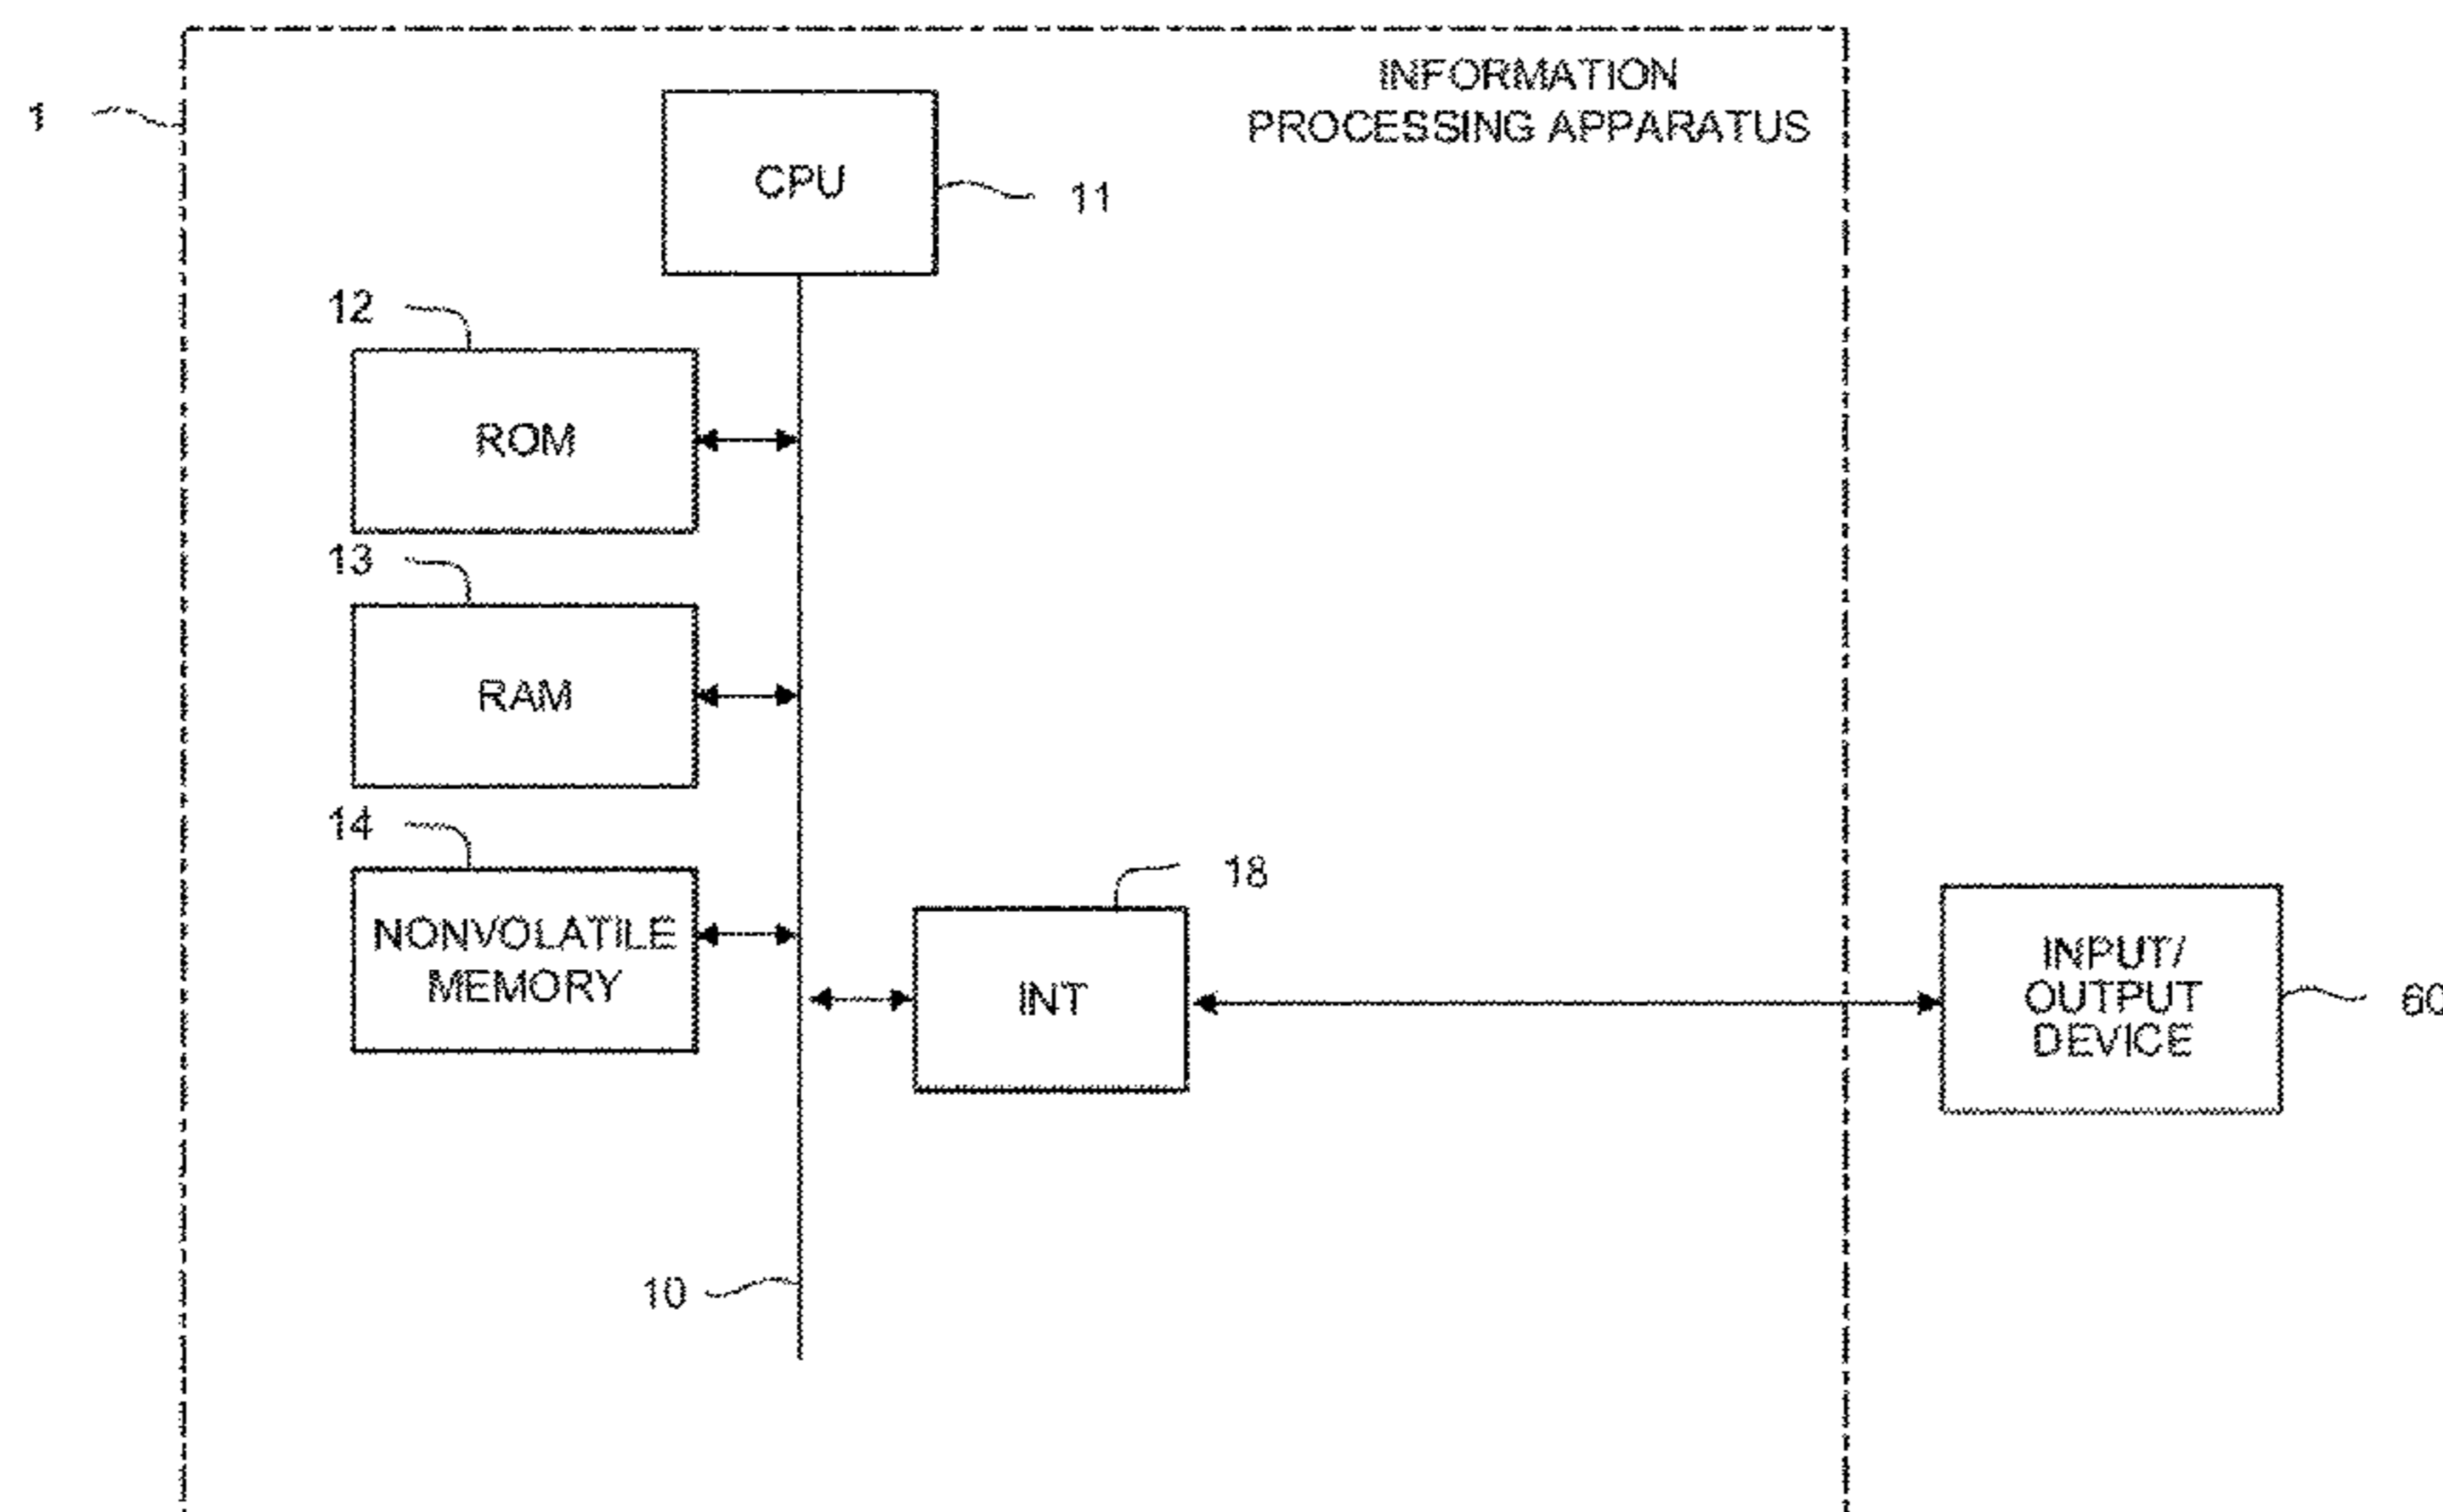 INFORMATION
PROCESSING APPARATUS
1
CPU
11
12
ROM
13
RAM
14
NONVOLATILE
MEMORY
18
INT
INPUT/
OUTPUT
DEVICE
60
10